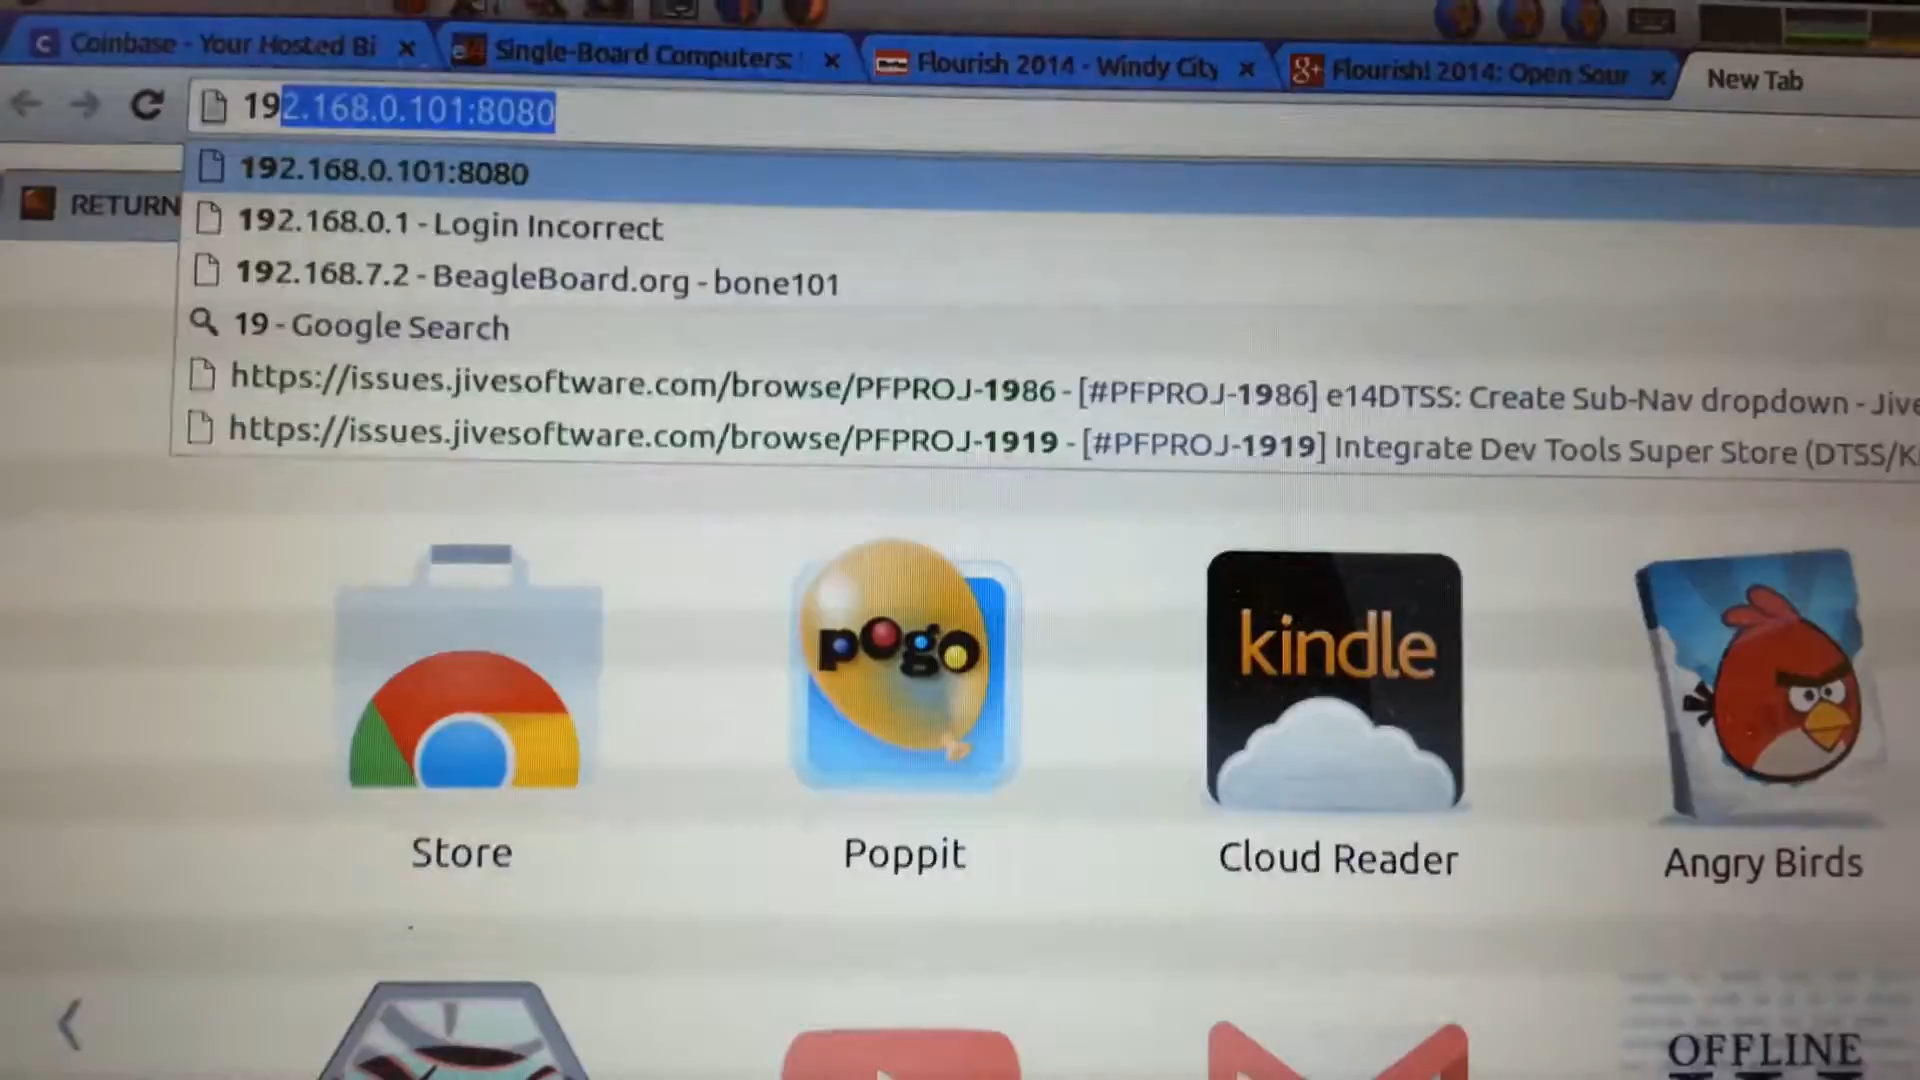 Coinbase - Your Hosted Bi
Single-Board Computers:
Flourish 2014 - Windy City
Flourish! 2014: Open Sour
New Tab
192.168.0.101:8080
192.168.0.101:8080
RETURN
192.168.0.1 - Login Incorrect
192.168.7.2 - BeagleBoard.org - bone101
19 - Google Search
https://issues.jivesoftware.com/browse/PFPROJ-1986 - [#PFPROJ-1986] e14DTSS: Create Sub-Nav dropdown - Jive
https://issues.jivesoftware.com/browse/PFPROJ-1919 - [#PFPROJ-1919] Integrate Dev Tools Super Store (DTSS/K
pogo
kindle
Store
Poppit
Cloud Reader
Angry Birds
OFFLINE